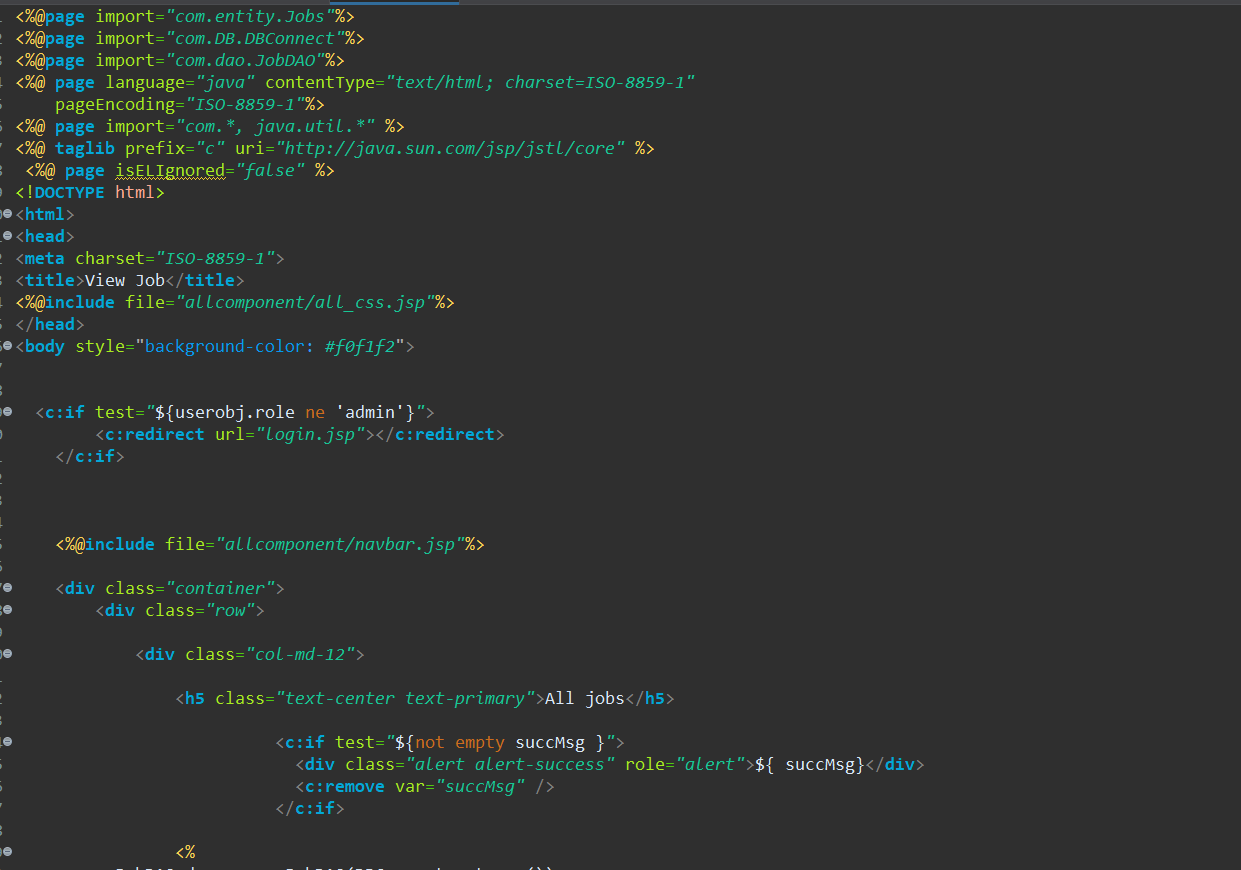 <%@page import="com.entity.Jobs"%>
<%@page import="com.DB.DBConnect"%>
<%@page import="com.dao.JobDAO"%>
<%@ page language="java" contentType="text/html; charset=ISO-8859-1"
pageEncoding="ISO-8859-1"%>
<%@ page import="com.*, java.util.*" %>
<%@ taglib prefix="c" uri="http://java.sun.com/jsp/jstl/core" %>
<%@ page isELIgnored="false" %>
<!DOCTYPE html>
<html>
<head>
<meta charset="ISO-8859-1">
<title>View Job</title>
<%@include file="allcomponent/all_css.jsp"%>
</head>
<body style="background-color: #f0f1f2">
<c:if test="${userobj.role ne 'admin'}">
<c:redirect url="login.jsp"></c:redirect>
</c:if>
<%@include file="allcomponent/navbar.jsp"%>
<div class="container">
<div class="row">
<div class="col-md-12">
<h5 class="text-center text-primary">All jobs</h5>
<c:if test="${not empty succMsg }">
<div class="alert alert-success" role="alert">${ succMsg}</div>
<c:remove var="succMsg" />
</c:if>
<%